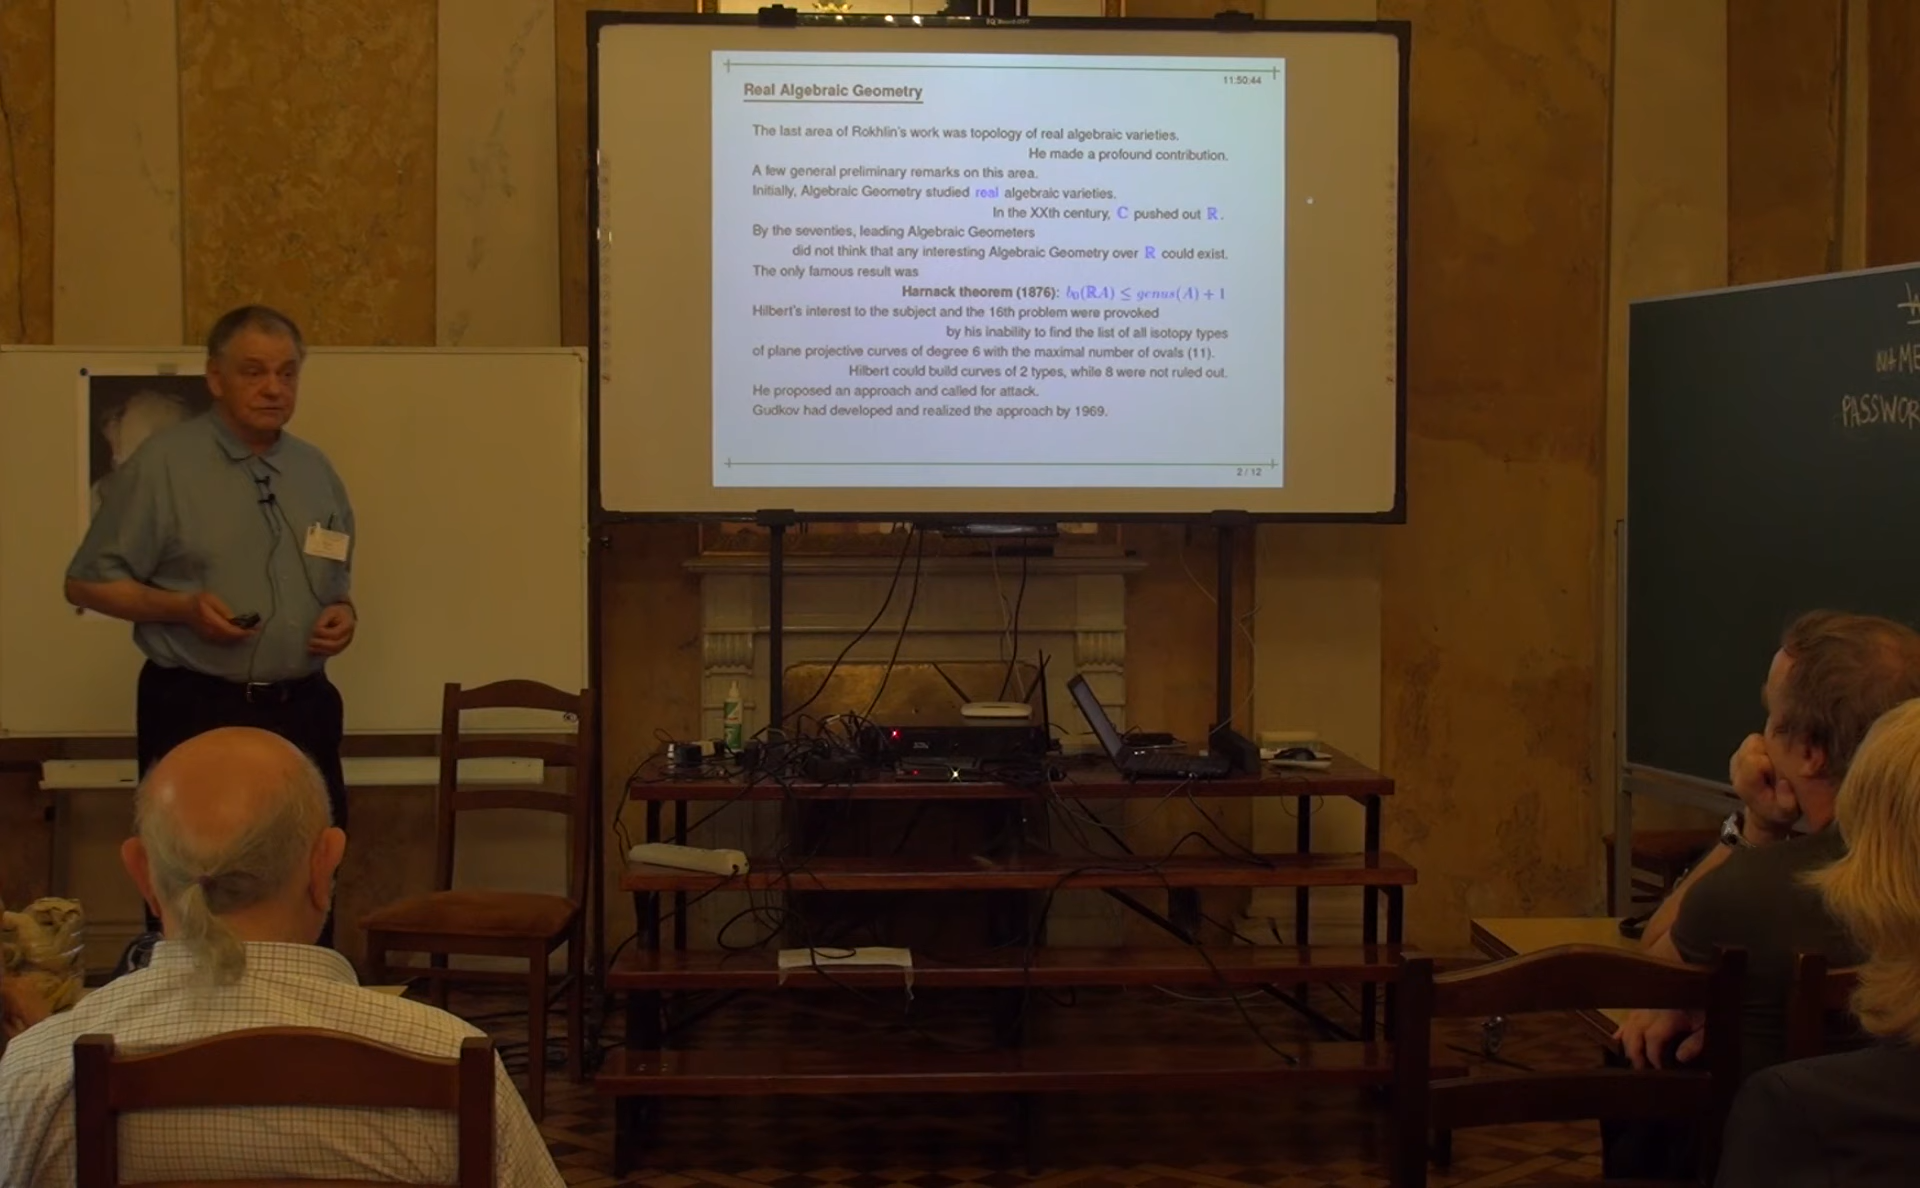 11:50:44
Real Algebraic Geometry
The last area of Rokhlin's work was topology of real algebraic varieties.
He made a profound contribution.
A few general preliminary remarks on this area.
Initially, Algebraic Geometry studied real algebraic varieties.
In the XXth century, ℂ pushed out ℝ.
By the seventies, leading Algebraic Geometers
did not think that any interesting Algebraic Geometry over ℝ could exist.
The only famous result was
Harnack theorem (1876): b₀(ℝA) ≤ genus(A) + 1
Hilbert's interest to the subject and the 16th problem were provoked
by his inability to find the list of all isotopy types
of plane projective curves of degree 6 with the maximal number of ovals (11).
Hilbert could build curves of 2 types, while 8 were not ruled out.
He proposed an approach and called for attack.
Gudkov had developed and realized the approach by 1969.
2 / 12
NAME
PASSWOR